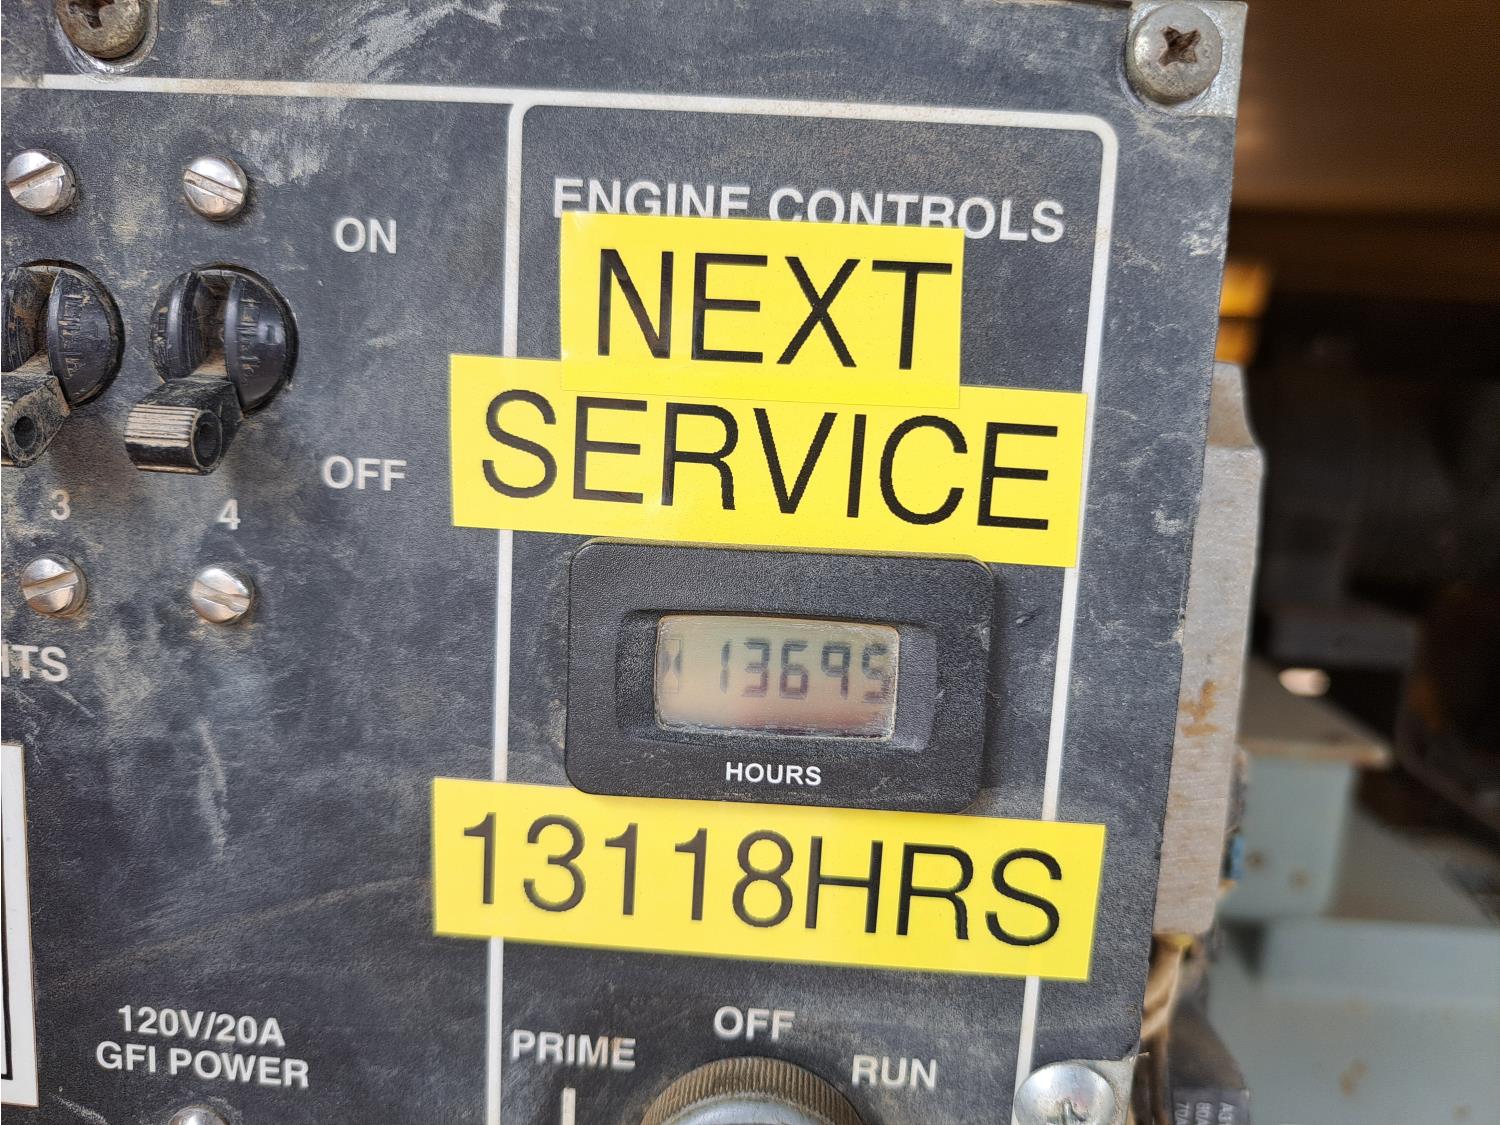 ENGINE CONTROLS
ON
NEXT
SERVICE
OFF
3
4
13695
HOURS
13118HRS
120V/20A
GFI POWER
OFF
PRIME
RUN